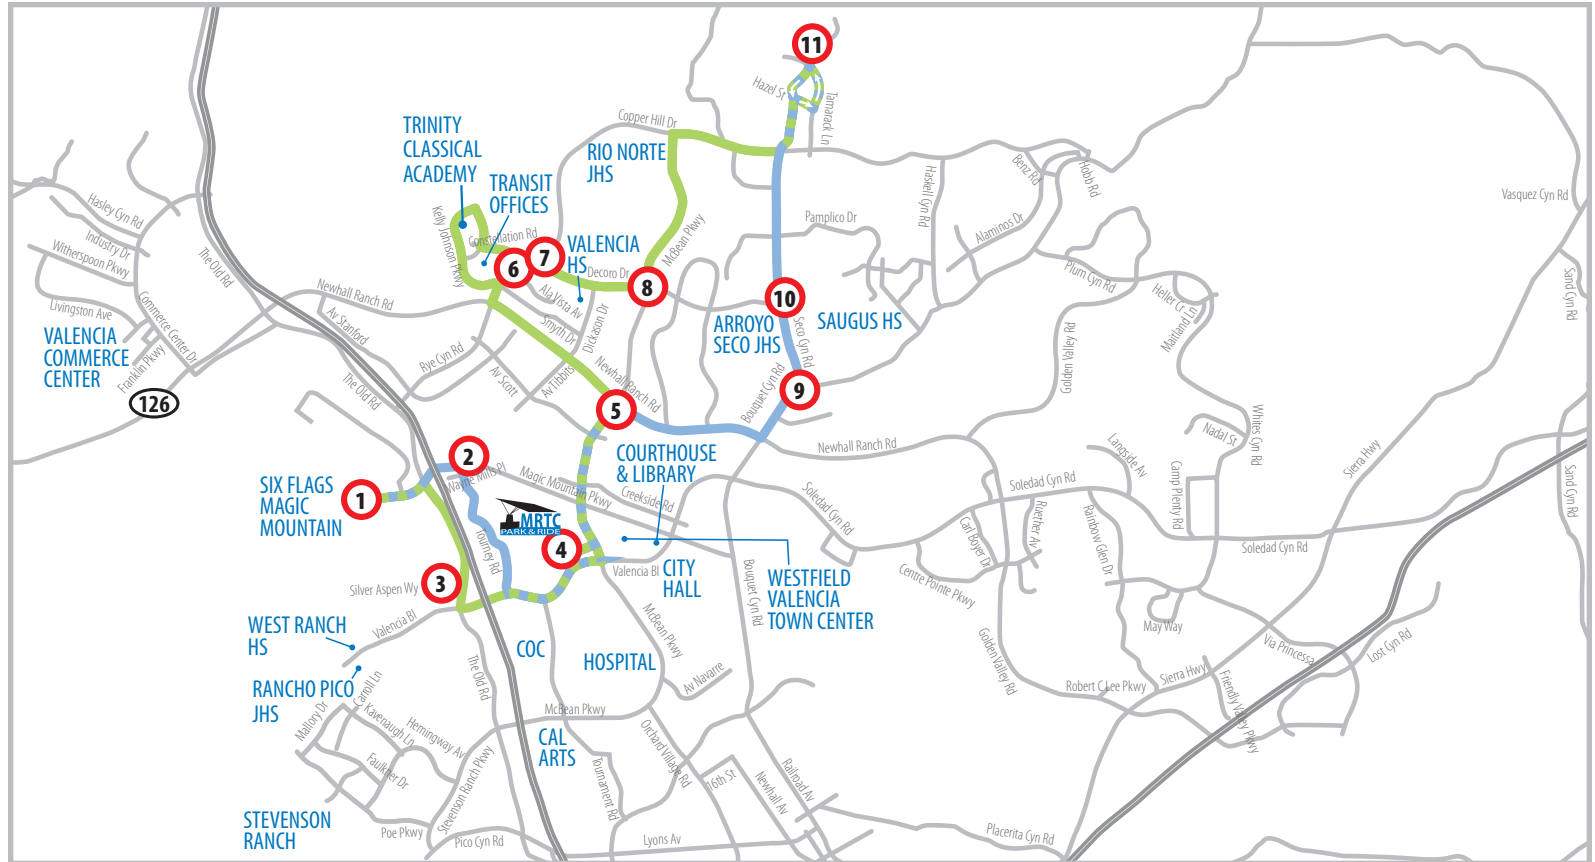 11
Hazel St
Tamarack Ln
Copper Hill Dr
TRINITY
CLASSICAL
ACADEMY
RIO NORTE
JHS
TRANSIT
OFFICES
Kelly Johnson Pkwy
Constellation Rd
6
7
VALENCIA
HS
Decoro Dr
8
McBean Pkwy
Pamplico Dr
Haskell Cyn Rd
Benz Rd
Hobb Rd
Alaminos Dr
Plum Cyn Rd
Heller Cr
Maitland Ln
Vasquez Cyn Rd
Sand Cyn Rd
Hasley Cyn Rd
Industry Dr
Witherspoon Pkwy
Livingston Ave
Commerce Center Dr
Franklin Pkwy
VALENCIA
COMMERCE
CENTER
126
The Old Rd
Newhall Ranch Rd
Av Stanford
The Old Rd
Rye Cyn Rd
Av Scott
Ala Vista Av
Smyth Dr
Dickason Dr
Av Tibbits
Newhall Ranch Rd
10
ARROYO
SECO JHS
Seco Cyn Rd
SAUGUS HS
Bouquet Cyn Rd
9
5
Golden Valley Rd
Newhall Ranch Rd
Whites Cyn Rd
Nadal St
Langside Av
Camp Plenty Rd
Sierra Hwy
Sand Cyn Rd
COURTHOUSE
& LIBRARY
2
Wayne Mills Pl
Magic Mountain Pkwy
Creekside Rd
SIX FLAGS
MAGIC
MOUNTAIN
1
MRTC
PARK & RIDE
4
Tourney Rd
Valencia Bl
CITY
HALL
WESTFIELD
VALENCIA
TOWN CENTER
Bouquet Cyn Rd
Soledad Cyn Rd
Soledad Cyn Rd
Soledad Cyn Rd
Carl Boyer Dr
Ruether Av
Rainbow Glen Dr
Centre Pointe Pkwy
Golden Valley Rd
May Way
Via Princessa
Lost Cyn Rd
Robert C Lee Pkwy
Sierra Hwy
Friendly Valley Pkwy
3
Silver Aspen Wy
Valencia Bl
WEST RANCH
HS
RANCHO PICO
JHS
The Old Rd
COC
HOSPITAL
McBean Pkwy
Av Navarre
McBean Pkwy
CAL
ARTS
Mallory Dr
Carroll Ln
Kavenaugh Ln
Hemingway Av
Faulkner Dr
Stevenson Ranch Pkwy
STEVENSON
RANCH
Poe Pkwy
Pico Cyn Rd
Tournament Rd
Orchard Village Rd
16th St
Newhall Av
Railroad Av
Lyons Av
Placerita Cyn Rd